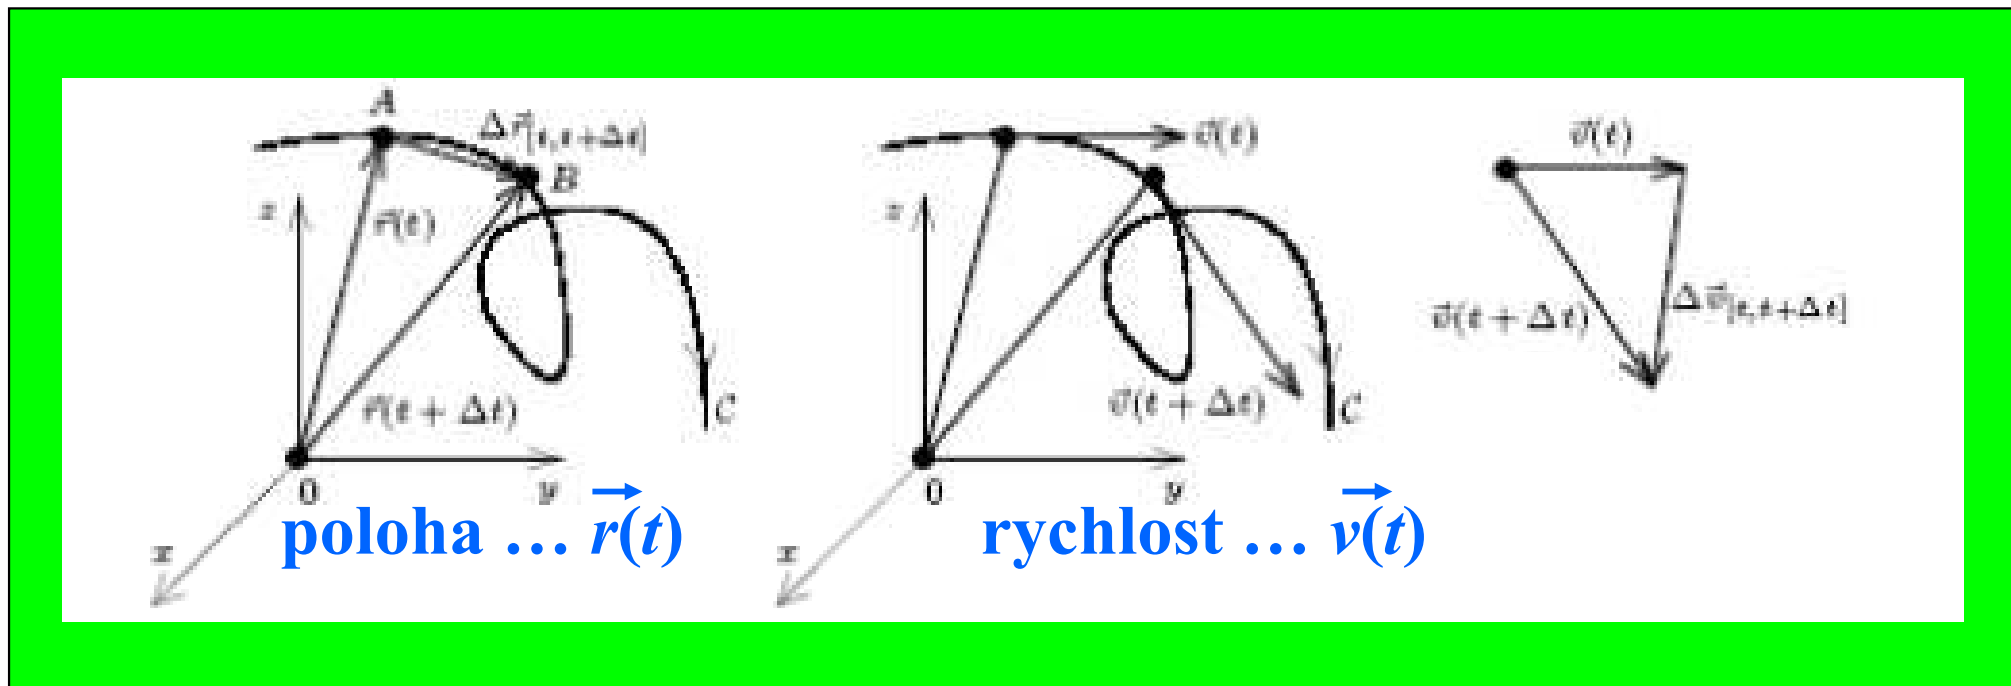 A
Δr⃗[t,t+Δt]
B
z
r⃗(t)
r⃗(t + Δt)
C
0
y
x
poloha … r⃗(t)
v⃗(t)
z
v⃗(t + Δt)
C
0
y
x
rychlost … v⃗(t)
v⃗(t)
v⃗(t + Δt)
Δv⃗[t,t+Δt]